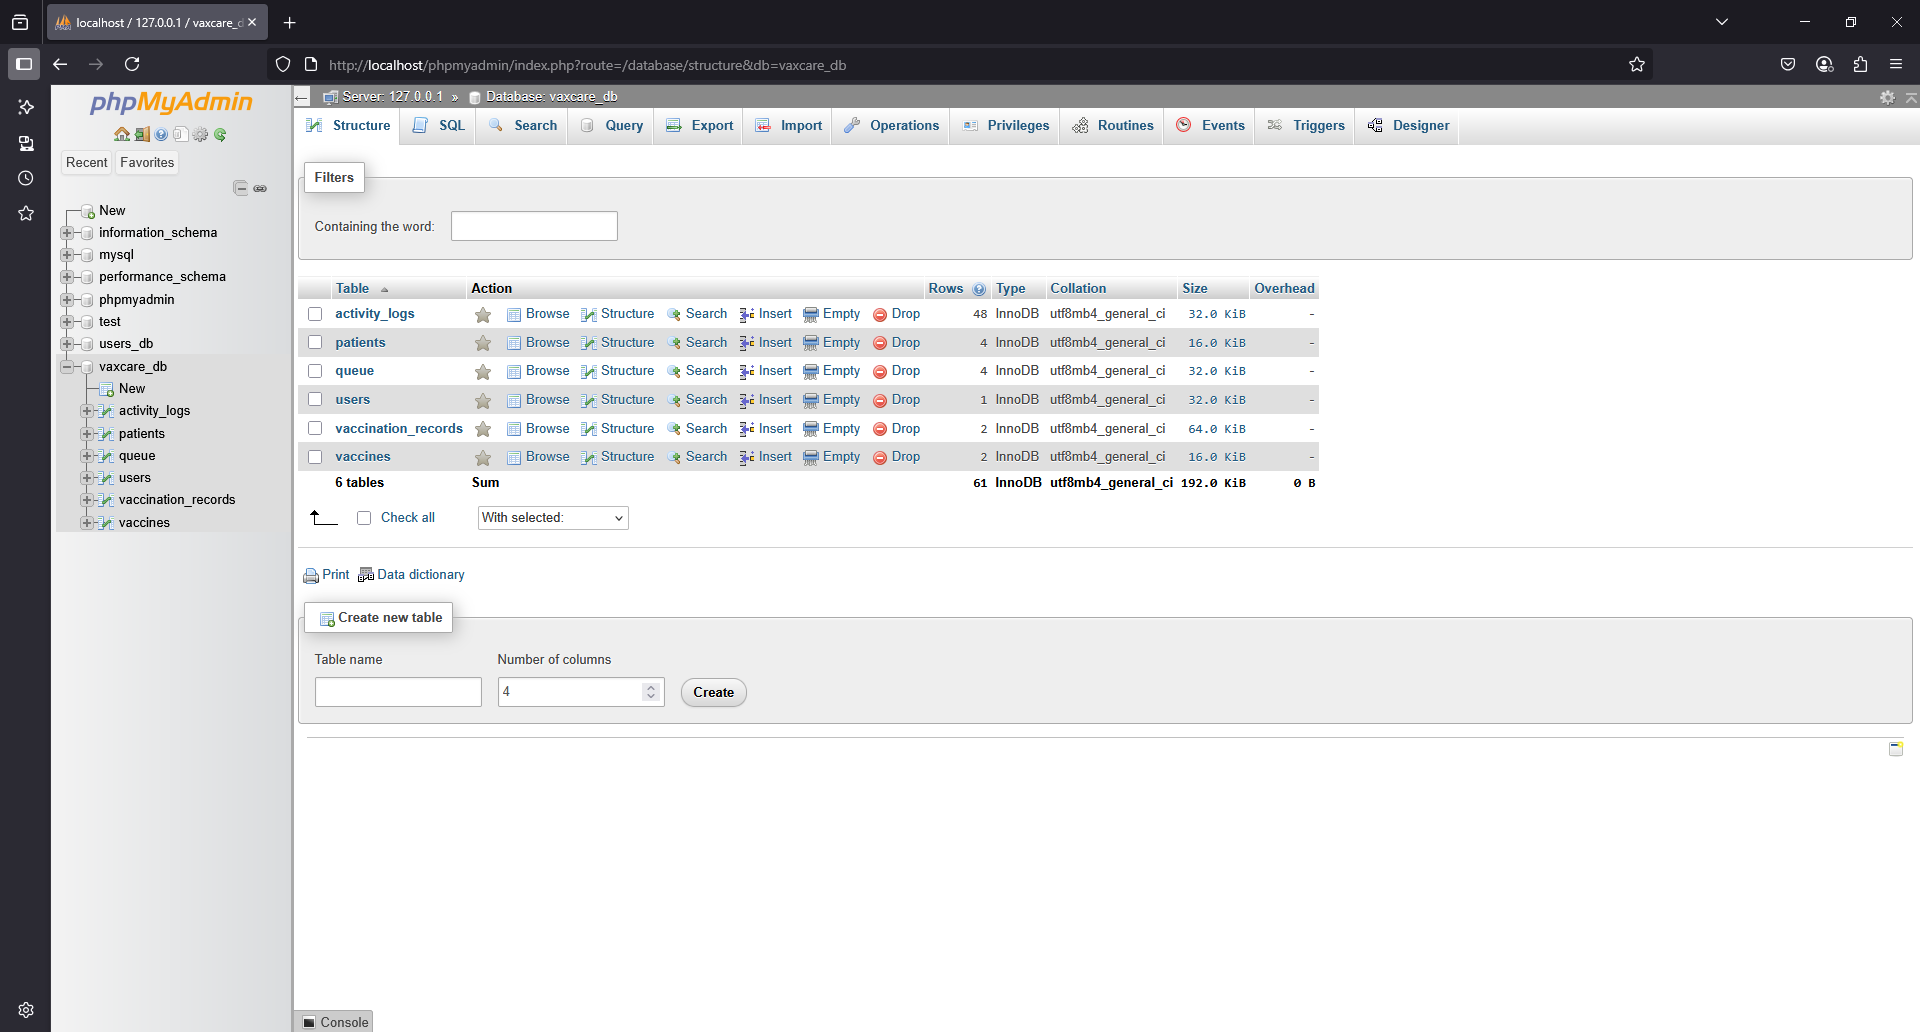 localhost / 127.0.0.1 / vaxcare_d
http://localhost/phpmyadmin/index.php?route=/database/structure&db=vaxcare_db
phpMyAdmin
Recent Favorites
New
information_schema
mysql
performance_schema
phpmyadmin
test
users_db
vaxcare_db
New
activity_logs
patients
queue
users
vaccination_records
vaccines
Server: 127.0.0.1 » Database: vaxcare_db
Structure SQL Search Query Export Import Operations Privileges Routines Events Triggers Designer
Filters
Containing the word:
Table Action Rows Type Collation Size Overhead
activity_logs Browse Structure Search Insert Empty Drop 48 InnoDB utf8mb4_general_ci 32.0 KiB -
patients Browse Structure Search Insert Empty Drop 4 InnoDB utf8mb4_general_ci 16.0 KiB -
queue Browse Structure Search Insert Empty Drop 4 InnoDB utf8mb4_general_ci 32.0 KiB -
users Browse Structure Search Insert Empty Drop 1 InnoDB utf8mb4_general_ci 32.0 KiB -
vaccination_records Browse Structure Search Insert Empty Drop 2 InnoDB utf8mb4_general_ci 64.0 KiB -
vaccines Browse Structure Search Insert Empty Drop 2 InnoDB utf8mb4_general_ci 16.0 KiB -
6 tables Sum 61 InnoDB utf8mb4_general_ci 192.0 KiB 0 B
Check all With selected:
Print Data dictionary
Create new table
Table name Number of columns
4 Create
Console